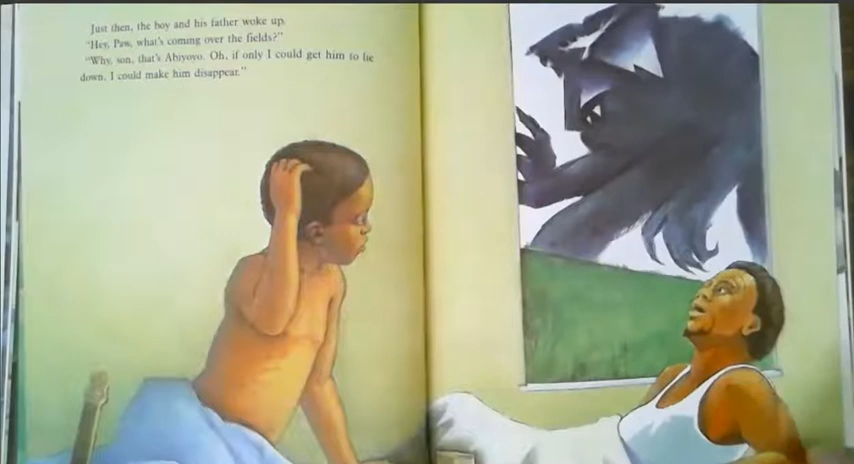 Just then, the boy and his father woke up.
"Hey, Paw, what's coming over the fields?"
"Why, son, that's Abiyoyo. Oh, if only I could get him to lie
down, I could make him disappear."